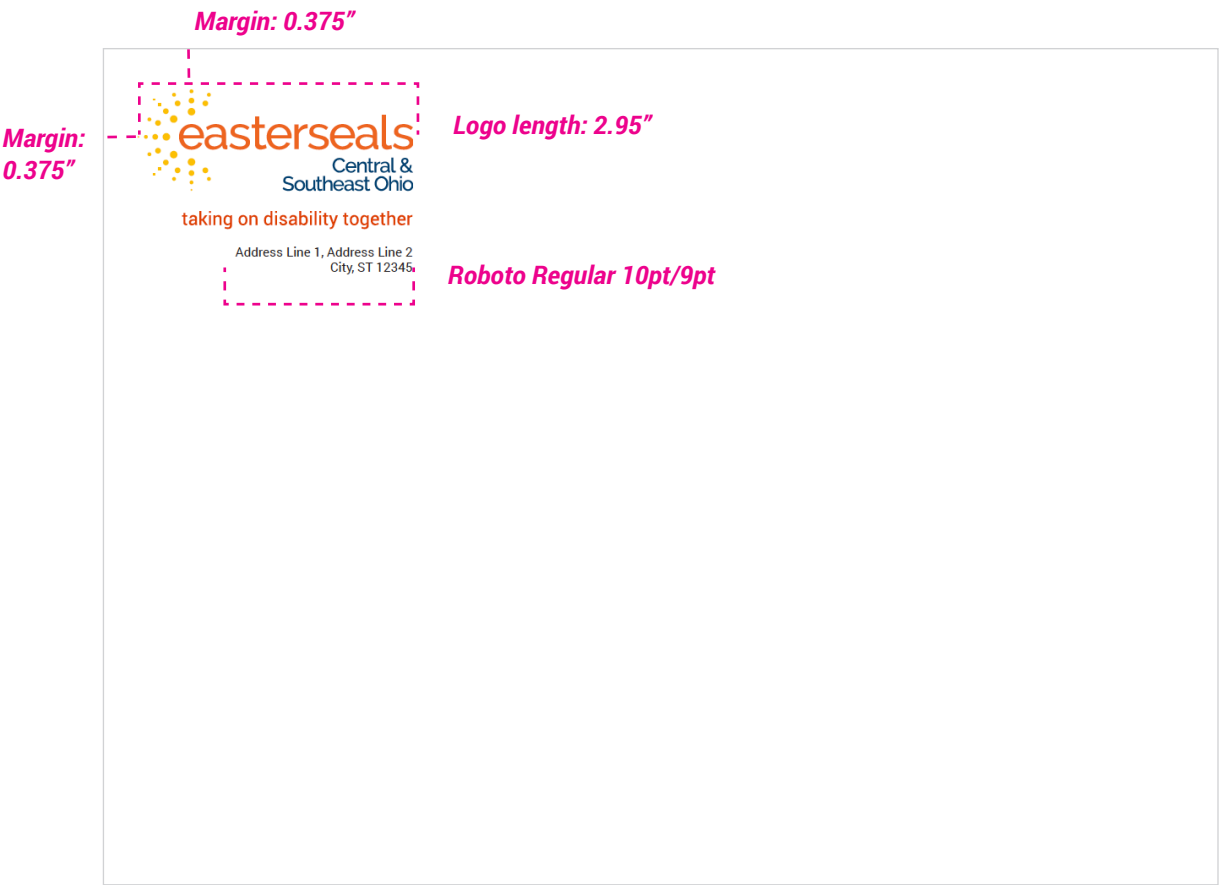 Margin: 0.375”
Margin:
0.375”
easterseals
Central &
Southeast Ohio
Logo length: 2.95”
taking on disability together
Address Line 1, Address Line 2
City, ST 12345
Roboto Regular 10pt/9pt